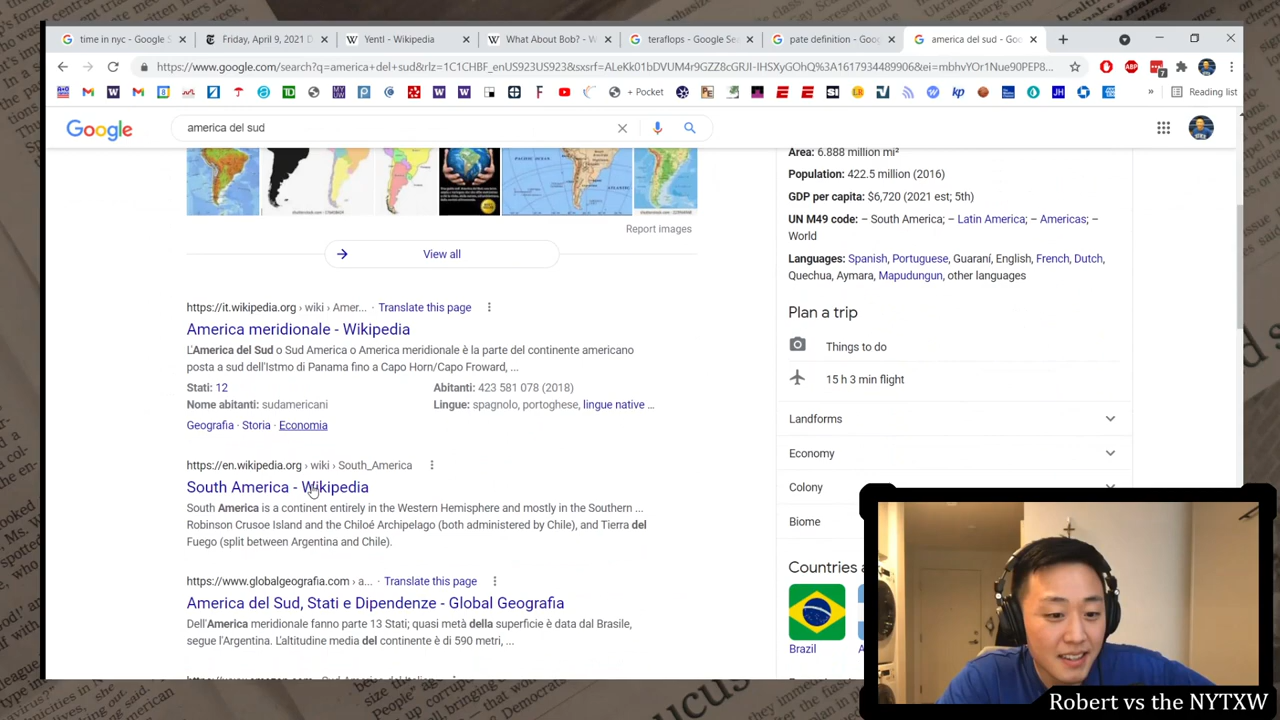 time in nyc - Google S
Friday, April 9, 2021 D
Yentl - Wikipedia
What About Bob? - W
teraflops - Google Sea
pate definition - Goo
america del sud - Goo
https://www.google.com/search?q=america+del+sud&rlz=1C1CHBF_enUS923US923&sxsrf=ALeKk01bDVUM4r9GZZ8cGRJI-IHSXyGOhQ%3A1617934489906&ei=mbhvYOr1Nue90PEP8...
+ Pocket
Reading list
Google
america del sud
Report images
View all
https://it.wikipedia.org › wiki › Amer... · Translate this page
America meridionale - Wikipedia
L'America del Sud o Sud America o America meridionale è la parte del continente americano
posta a sud dell'Istmo di Panama fino a Capo Horn/Capo Froward, ...
Stati: 12
Abitanti: 423 581 078 (2018)
Nome abitanti: sudamericani
Lingue: spagnolo, portoghese, lingue native ...
Geografia · Storia · Economia
https://en.wikipedia.org › wiki › South_America
South America - Wikipedia
South America is a continent entirely in the Western Hemisphere and mostly in the Southern ...
Robinson Crusoe Island and the Chiloé Archipelago (both administered by Chile), and Tierra del
Fuego (split between Argentina and Chile).
https://www.globalgeografia.com › a... · Translate this page
America del Sud, Stati e Dipendenze - Global Geografia
Dell'America meridionale fanno parte 13 Stati; quasi metà della superficie è data dal Brasile,
segue l'Argentina. L'altitudine media del continente è di 590 metri, ...
Area: 6.888 million mi²
Population: 422.5 million (2016)
GDP per capita: $6,720 (2021 est; 5th)
UN M49 code: – South America; – Latin America; – Americas; –
World
Languages: Spanish, Portuguese, Guaraní, English, French, Dutch,
Quechua, Aymara, Mapudungun, other languages
Plan a trip
Things to do
15 h 3 min flight
Landforms
Economy
Colony
Biome
Countries
Brazil
Robert vs the NYTXW